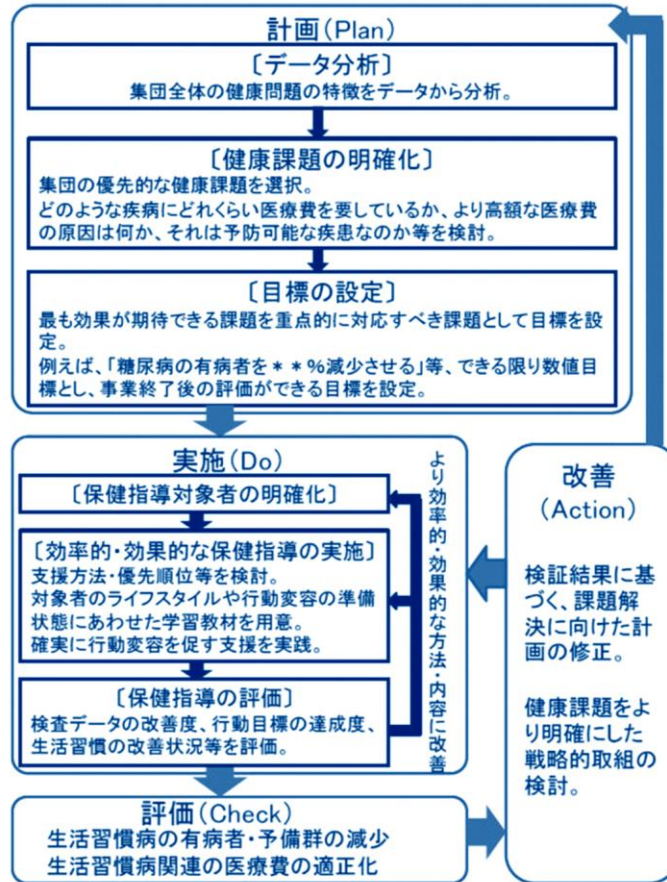 計画(Plan)
〔データ分析〕
集団全体の健康問題の特徴をデータから分析。
〔健康課題の明確化〕
集団の優先的な健康課題を選択。
どのような疾病にどれくらい医療費を要しているか、より高額な医療費
の原因は何か、それは予防可能な疾患なのか等を検討。
〔目標の設定〕
最も効果が期待できる課題を重点的に対応すべき課題として目標を設
定。
例えば、「糖尿病の有病者を＊＊%減少させる」等、できる限り数値目
標とし、事業終了後の評価ができる目標を設定。
実施(Do)
〔保健指導対象者の明確化〕
〔効率的・効果的な保健指導の実施〕
支援方法・優先順位等を検討。
対象者のライフスタイルや行動変容の準備
状態にあわせた学習教材を用意。
確実に行動変容を促す支援を実践。
〔保健指導の評価〕
検査データの改善度、行動目標の達成度、
生活習慣の改善状況等を評価。
より効率的・効果的な方法・内容に改善
評価(Check)
生活習慣病の有病者・予備群の減少
生活習慣病関連の医療費の適正化
改善
(Action)
検証結果に基
づく、課題解
決に向けた計
画の修正。
健康課題をよ
り明確にした
戦略的取組の
検討。